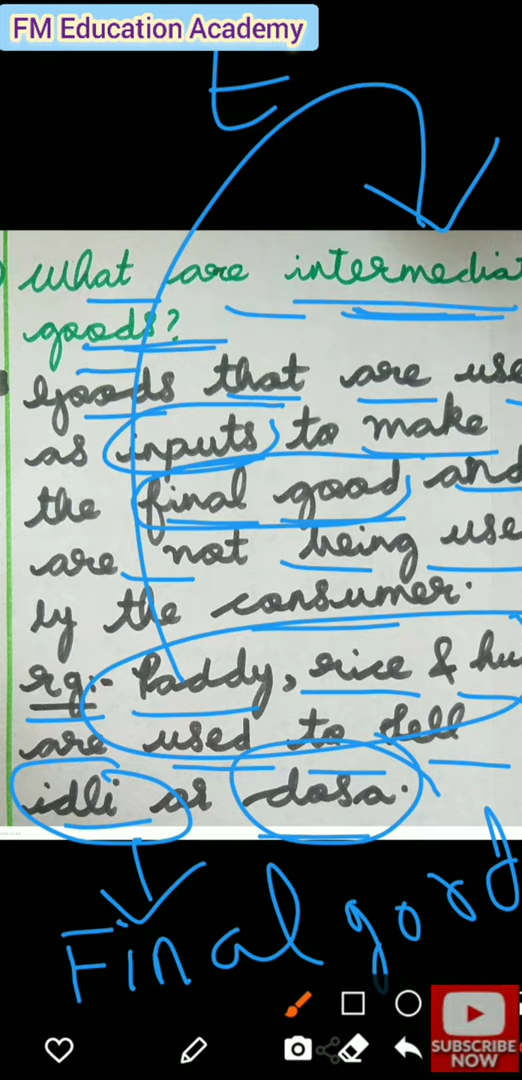 FM Education Academy
What are intermediat
goods?
Goods that are use
as inputs to make
the final good and
are not being use
by the consumer.
eg:- Paddy, rice & hu
are used to sell
idli or dosa.
Final good
SUBSCRIBE
NOW